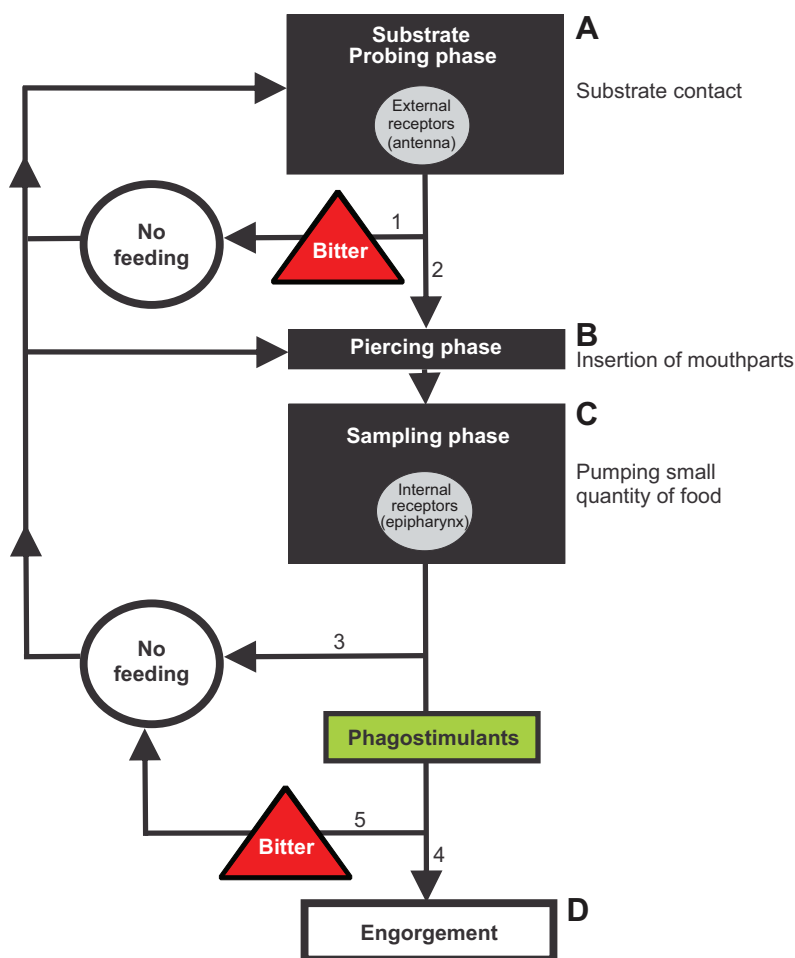 Substrate
Probing phase
External
receptors
(antenna)
A
Substrate contact
1
Bitter
No
feeding
2
Piercing phase
B
Insertion of mouthparts
Sampling phase
Internal
receptors
(epipharynx)
C
Pumping small
quantity of food
3
No
feeding
Phagostimulants
5
Bitter
4
Engorgement
D